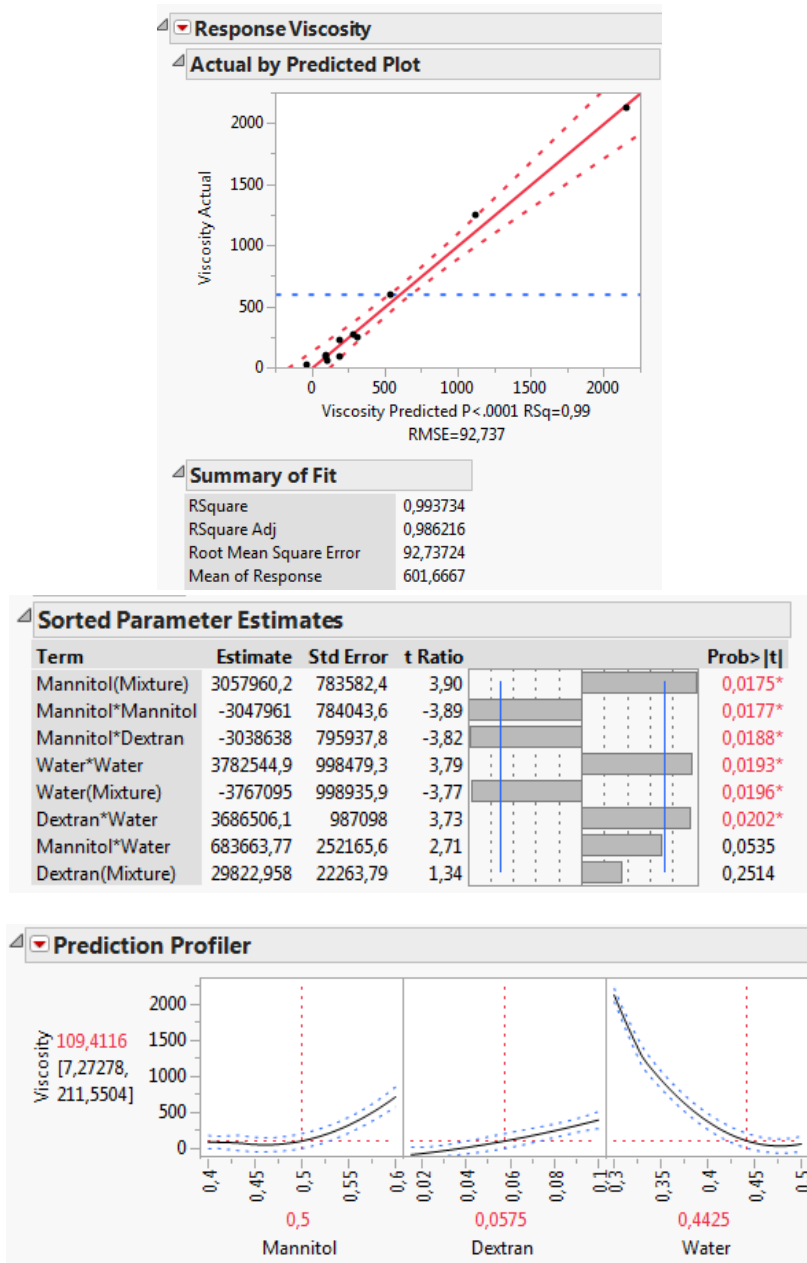 Response Viscosity
Actual by Predicted Plot
2000
1500
1000
500
0
Viscosity Actual
0 500 1000 1500 2000
Viscosity Predicted P<.0001 RSq=0,99
RMSE=92,737
Summary of Fit
RSquare 0,993734
RSquare Adj 0,986216
Root Mean Square Error 92,73724
Mean of Response 601,6667
Sorted Parameter Estimates
Term Estimate Std Error t Ratio Prob>|t|
Mannitol(Mixture) 3057960,2 783582,4 3,90 0,0175*
Mannitol*Mannitol -3047961 784043,6 -3,89 0,0177*
Mannitol*Dextran -3038638 795937,8 -3,82 0,0188*
Water*Water 3782544,9 998479,3 3,79 0,0193*
Water(Mixture) -3767095 998935,9 -3,77 0,0196*
Dextran*Water 3686506,1 987098 3,73 0,0202*
Mannitol*Water 683663,77 252165,6 2,71 0,0535
Dextran(Mixture) 29822,958 22263,79 1,34 0,2514
Prediction Profiler
Viscosity
109,4116
[7,27278,
211,5504]
2000
1500
1000
500
0
0,4 0,45 0,5 0,55 0,6 0,02 0,04 0,06 0,08 0,1 0,3 0,35 0,4 0,45 0,5
0,5 0,0575 0,4425
Mannitol Dextran Water